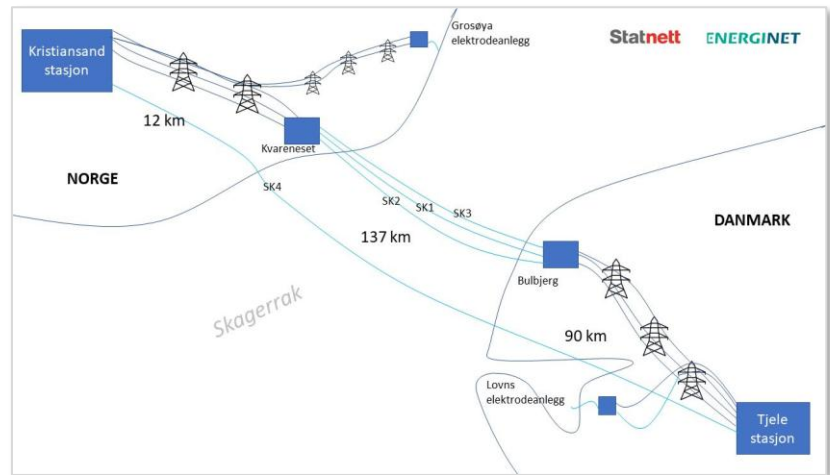 Kristiansand
stasjon
Grosøya
elektrodeanlegg
Statnett
ENERGINET
12 km
Kvareneset
NORGE
SK4
SK2
SK1
SK3
DANMARK
137 km
Bulbjerg
Skagerrak
90 km
Lovns
elektrodeanlegg
Tjele
stasjon